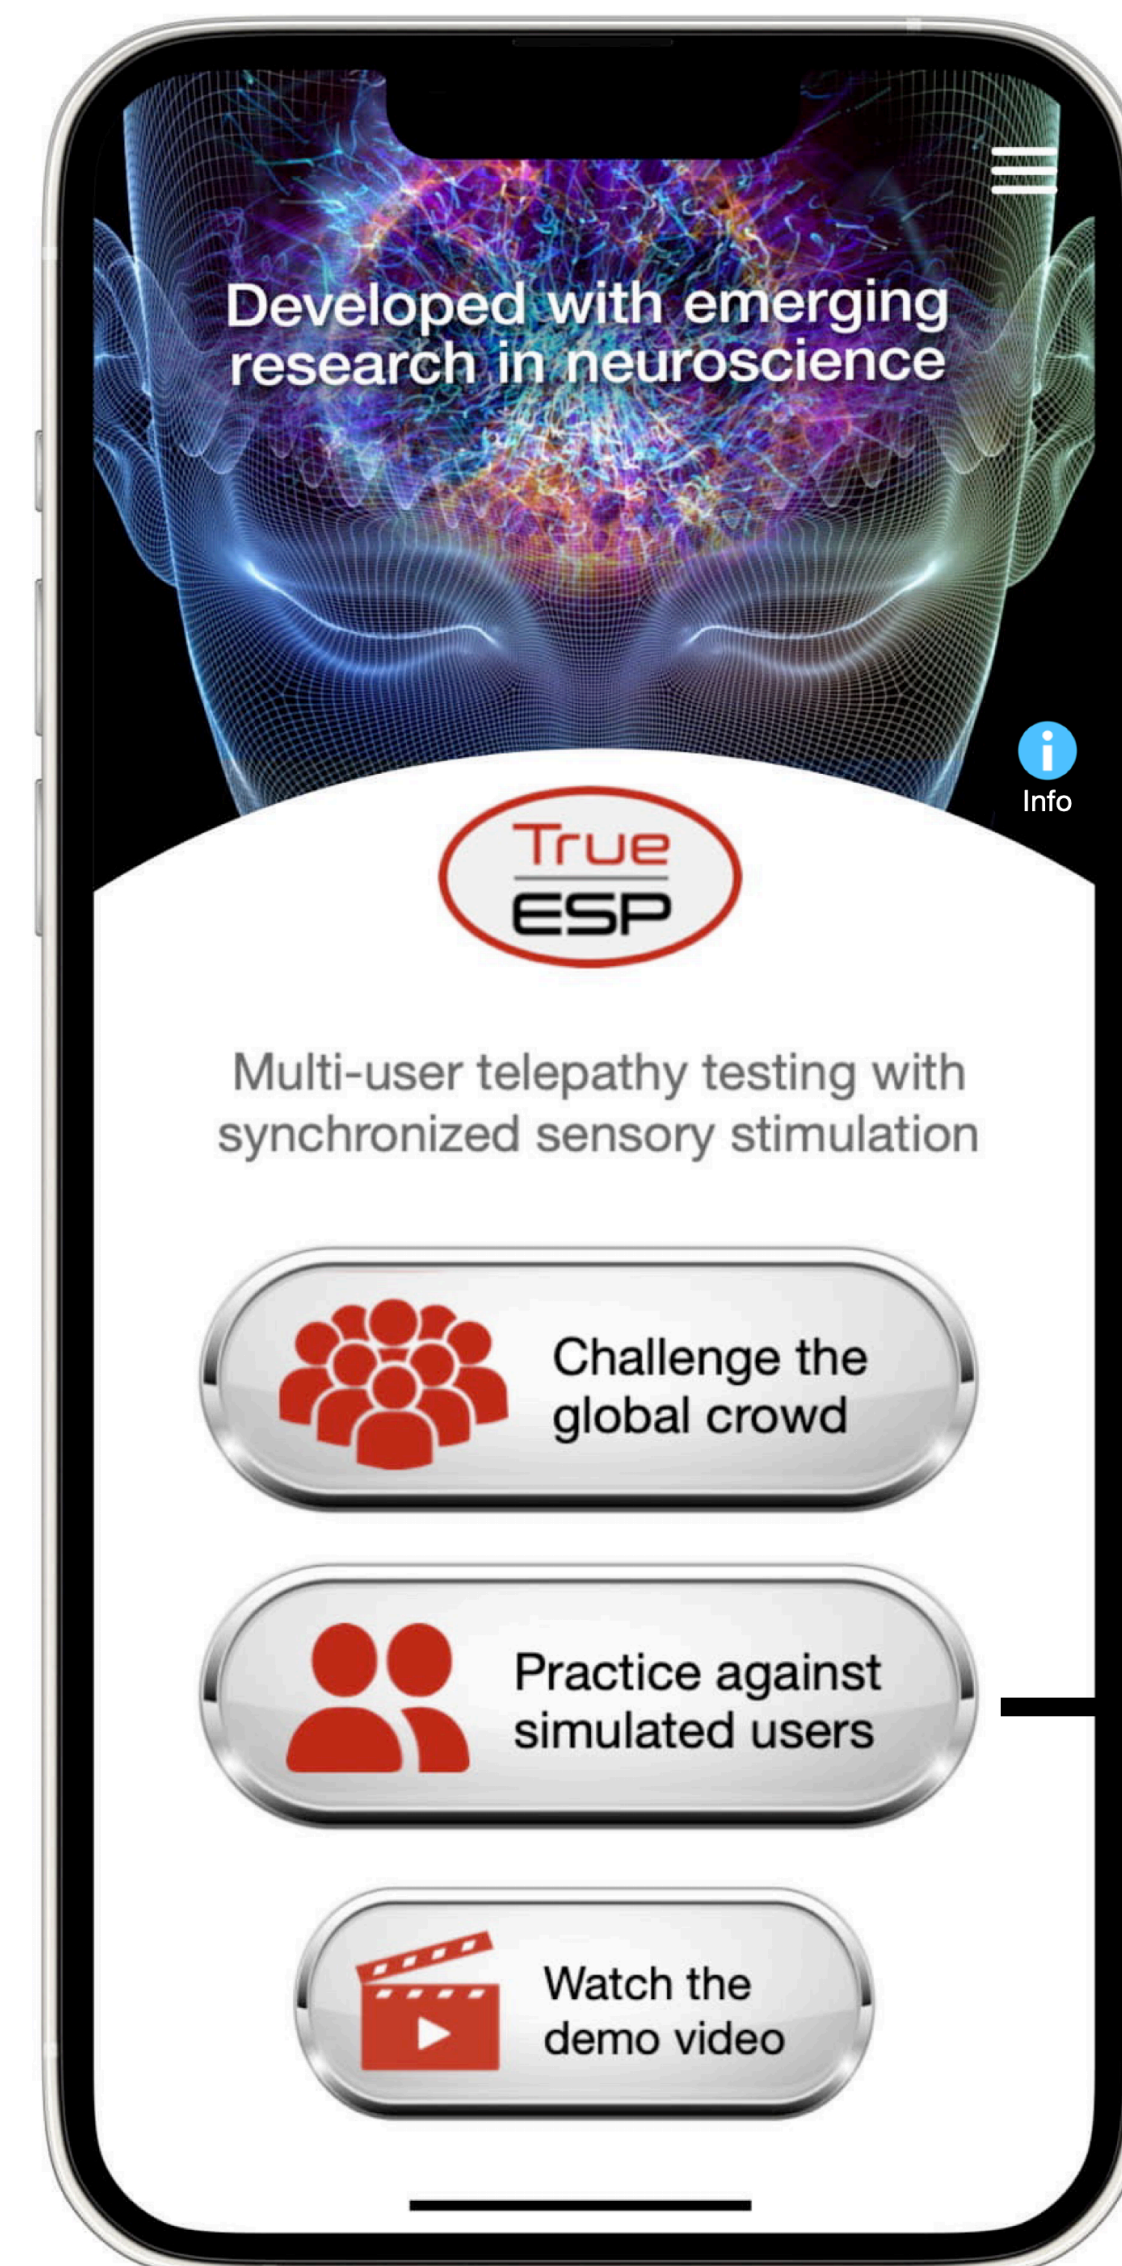 Developed with emerging
research in neuroscience
Info
True
ESP
Multi-user telepathy testing with
synchronized sensory stimulation
Challenge the
global crowd
Practice against
simulated users
Watch the
demo video